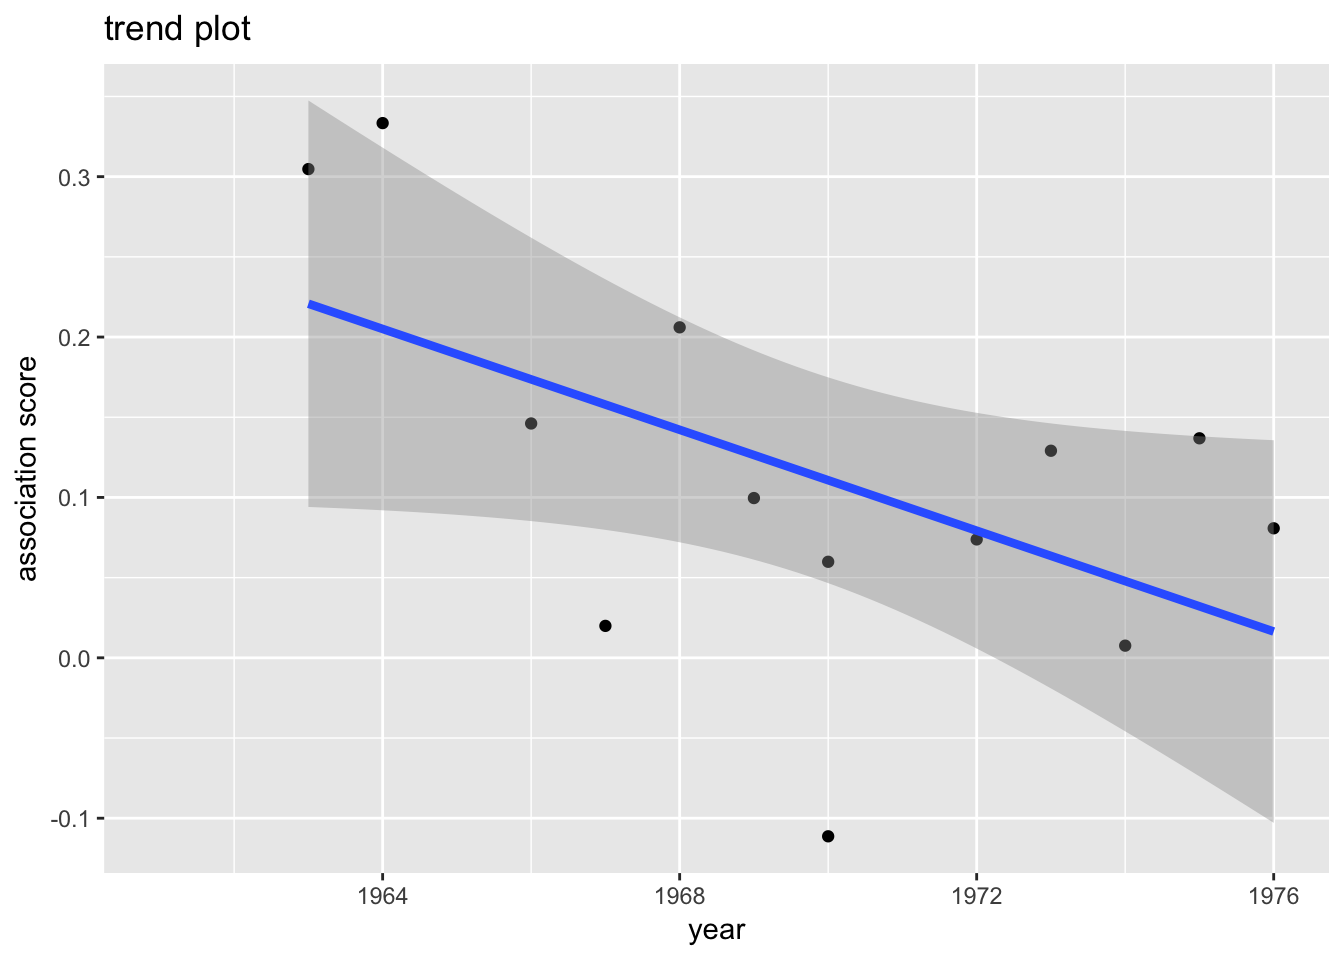 trend plot
association score
0.3
0.2
0.1
0.0
-0.1
1964 1968 1972 1976
year